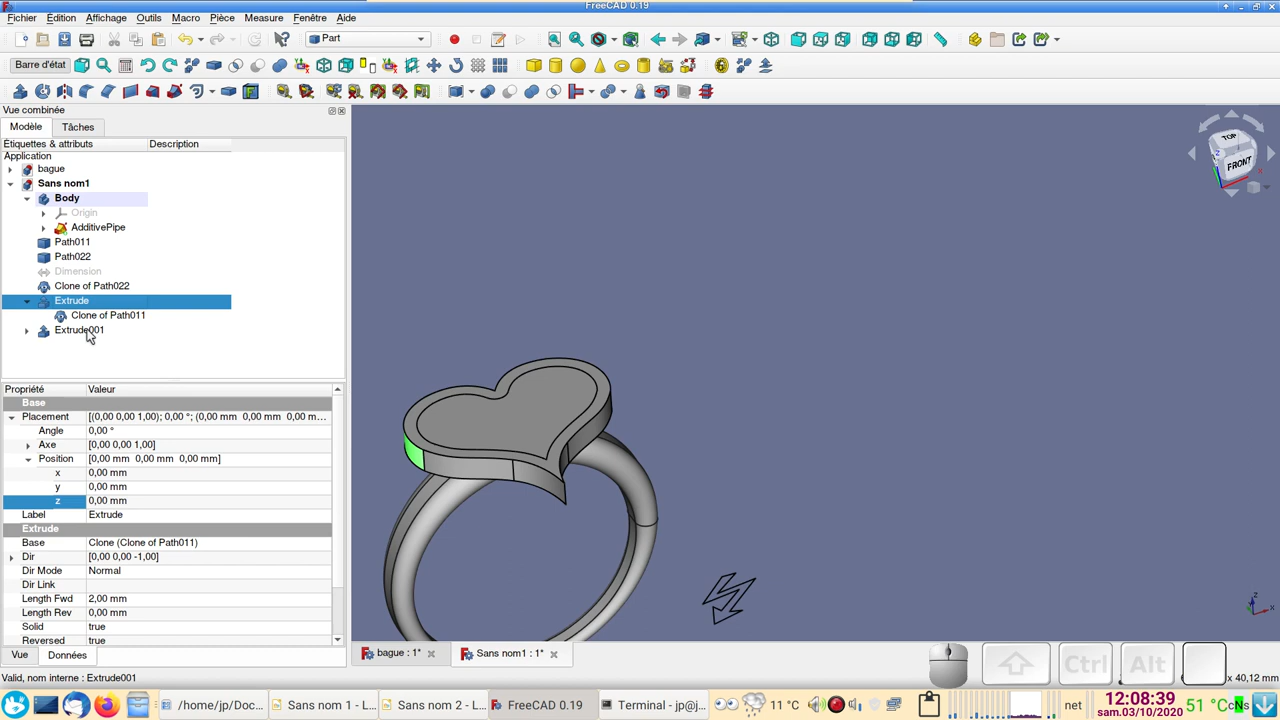 FreeCAD 0.19
Fichier Édition Affichage Outils Macro Pièce Measure Fenêtre Aide
Part
Barre d'état
Vue combinée
Modèle Tâches
Étiquettes & attributs Description
Application
bague
Sans nom1
Body
Origin
AdditivePipe
Path011
Path022
Dimension
Clone of Path022
Extrude
Clone of Path011
Extrude001
TOP
FRONT
Propriété Valeur
Base
Placement [(0,00 0,00 1,00); 0,00 °; (0,00 mm 0,00 mm 0,00 m...
Angle 0,00 °
Axe [0,00 0,00 1,00]
Position [0,00 mm 0,00 mm 0,00 mm]
x 0,00 mm
y 0,00 mm
z 0,00 mm
Label Extrude
Extrude
Base Clone (Clone of Path011)
Dir [0,00 0,00 -1,00]
Dir Mode Normal
Dir Link
Length Fwd 2,00 mm
Length Rev 0,00 mm
Solid true
Reversed true
Vue Données
bague : 1* Sans nom1 : 1*
Ctrl Alt
Valid, nom interne : Extrude001
x 40,12 mm
/home/jp/Doc... Sans nom 1 - L... Sans nom 2 - L... FreeCAD 0.19 Terminal - jp@j...
11 °C
net
12:08:39
sam.03/10/2020
51 °C